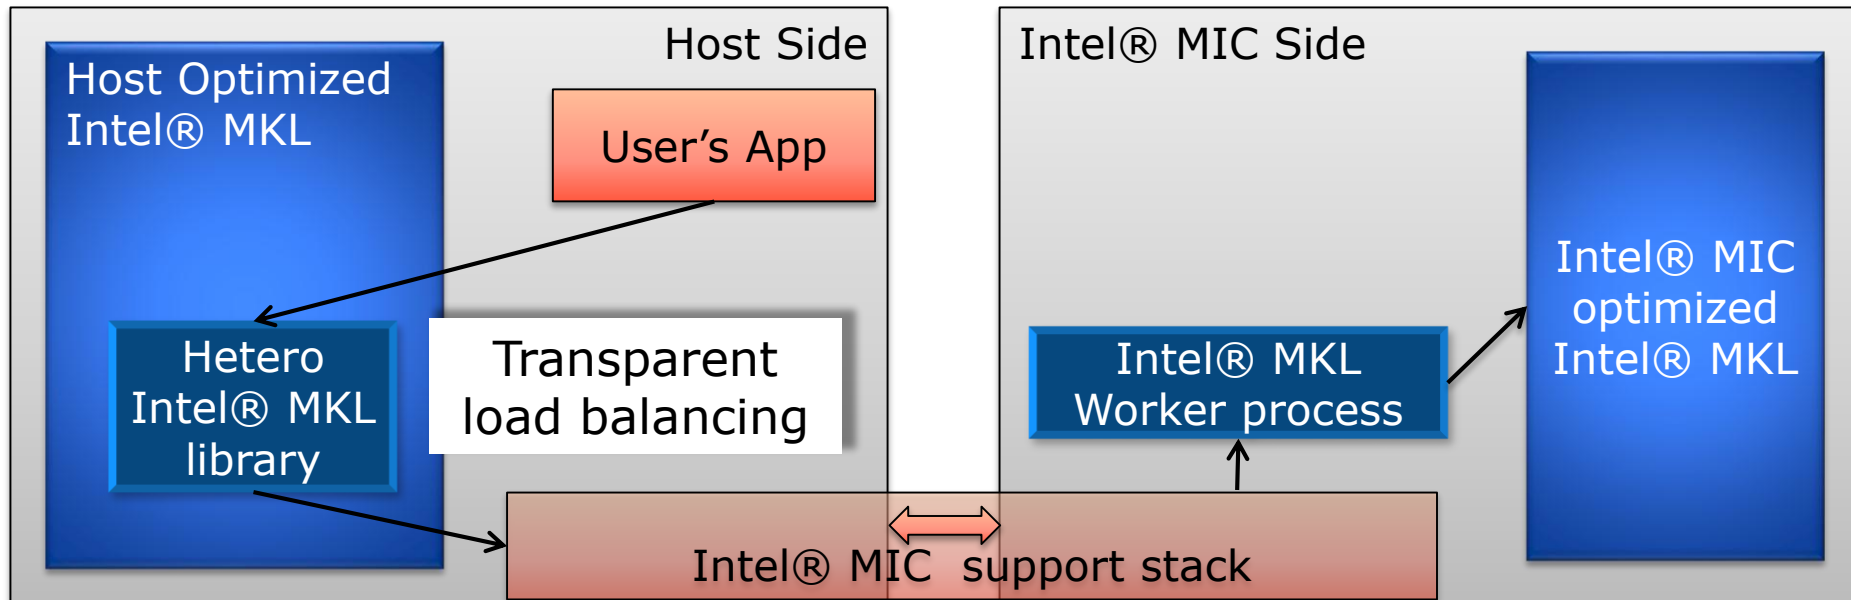 Host Side
Host Optimized
Intel® MKL
User’s App
Hetero
Intel® MKL
library
Transparent
load balancing
Intel® MIC  support stack
Intel® MIC Side
Intel® MKL
Worker process
Intel® MIC
optimized
Intel® MKL